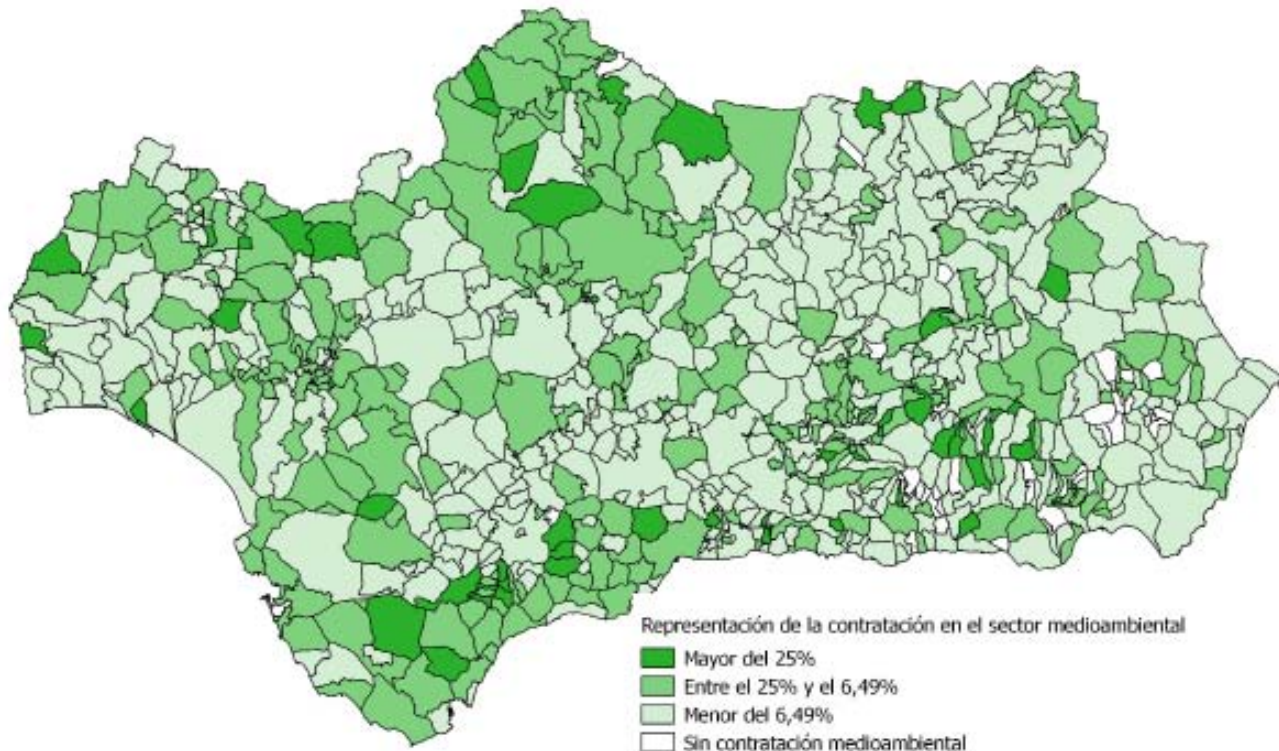 Representación de la contratación en el sector medioambiental
Mayor del 25%
Entre el 25% y el 6,49%
Menor del 6,49%
Sin contratación medioambiental